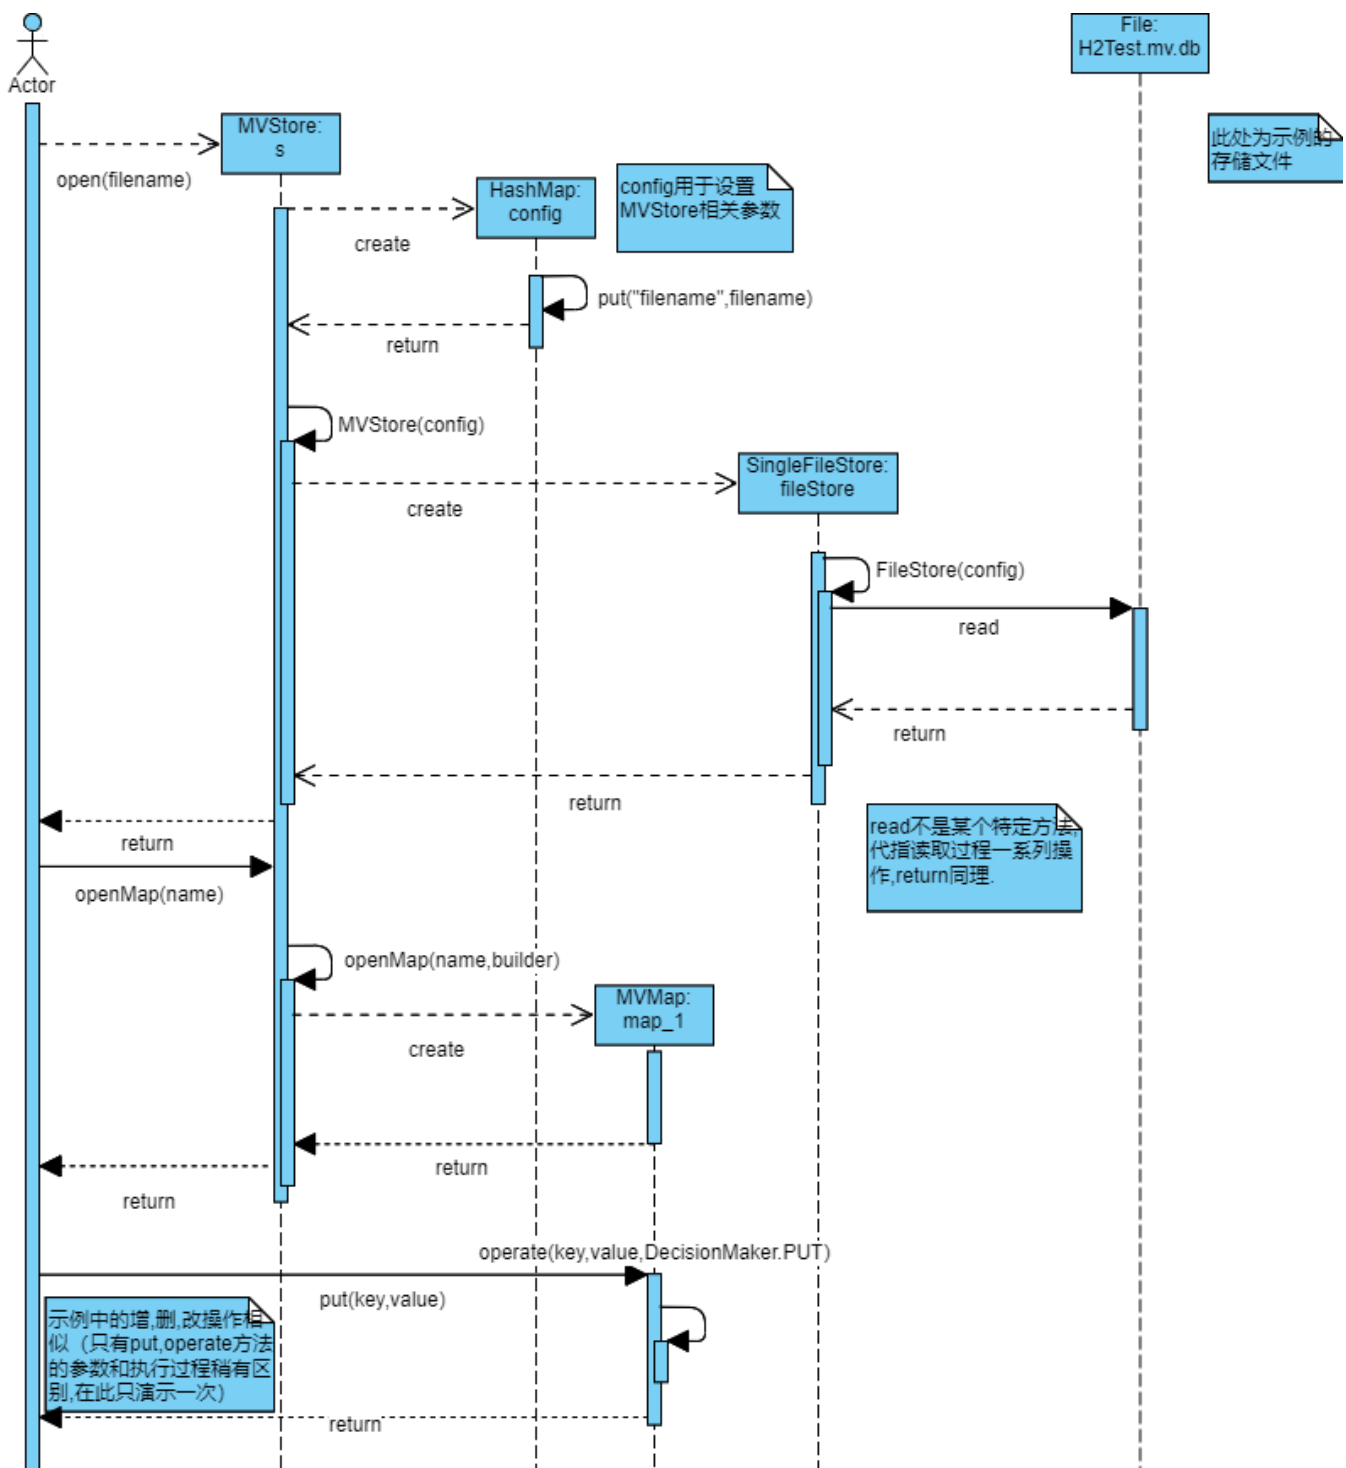 File:
H2Test.mv.db
Actor
MVStore:
s
此处为示例的
存储文件
open(filename)
HashMap:
config
config用于设置
MVStore相关参数
create
put("filename",filename)
return
MVStore(config)
SingleFileStore:
fileStore
create
FileStore(config)
read
return
return
return
read不是某个特定方法,
代指读取过程一系列操
作,return同理.
openMap(name)
openMap(name,builder)
MVMap:
map_1
create
return
return
operate(key,value,DecisionMaker.PUT)
put(key,value)
示例中的增,删,改操作相
似（只有put,operate方法
的参数和执行过程稍有区
别,在此只演示一次）
return